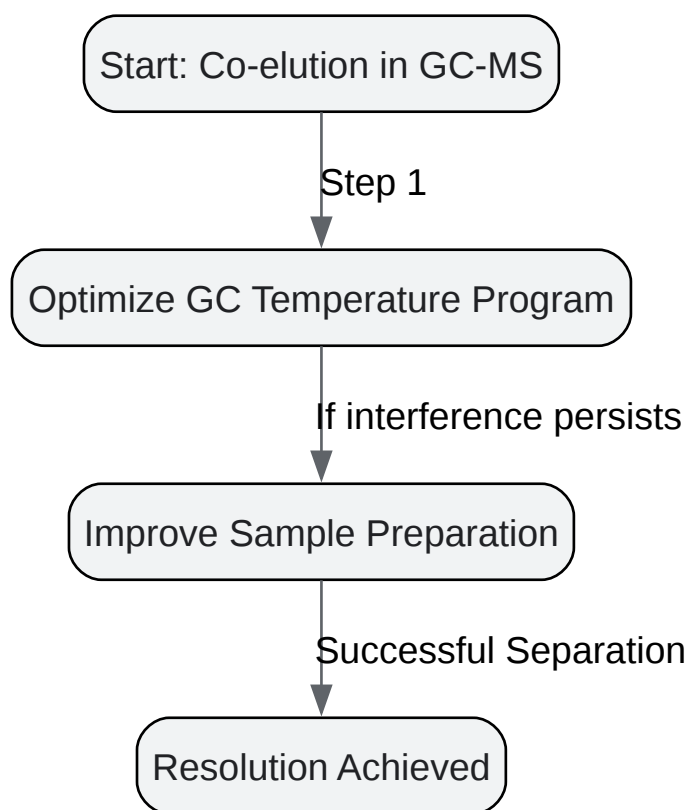 Start: Co-elution in GC-MS
Step 1
Optimize GC Temperature Program
If interference persists
Improve Sample Preparation
Successful Separation
Resolution Achieved